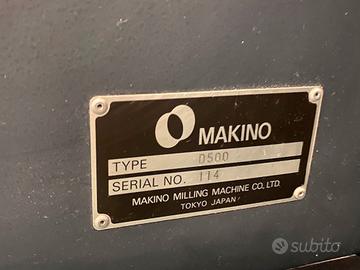 MAKINO
TYPE D500
SERIAL NO. 114
MAKINO MILLING MACHINE CO. LTD.
TOKYO JAPAN
subito